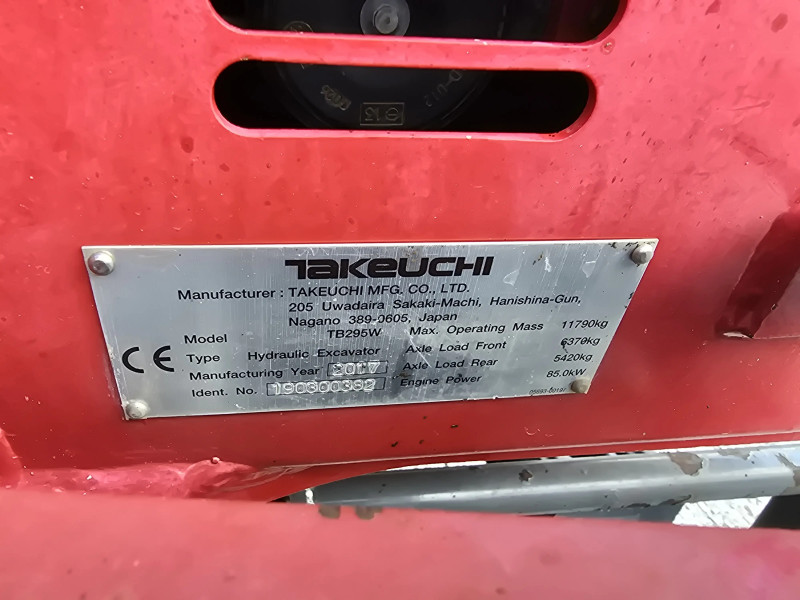 TAKEUCHI
Manufacturer : TAKEUCHI MFG. CO., LTD.
205 Uwadaira Sakaki-Machi, Hanishina-Gun,
Nagano 389-0605, Japan
Model TB295W Max. Operating Mass 11790kg
Type Hydraulic Excavator Axle Load Front 6370kg
Manufacturing Year 2017 Axle Load Rear 5420kg
Ident. No. 190300382 Engine Power 85.0kW
CE